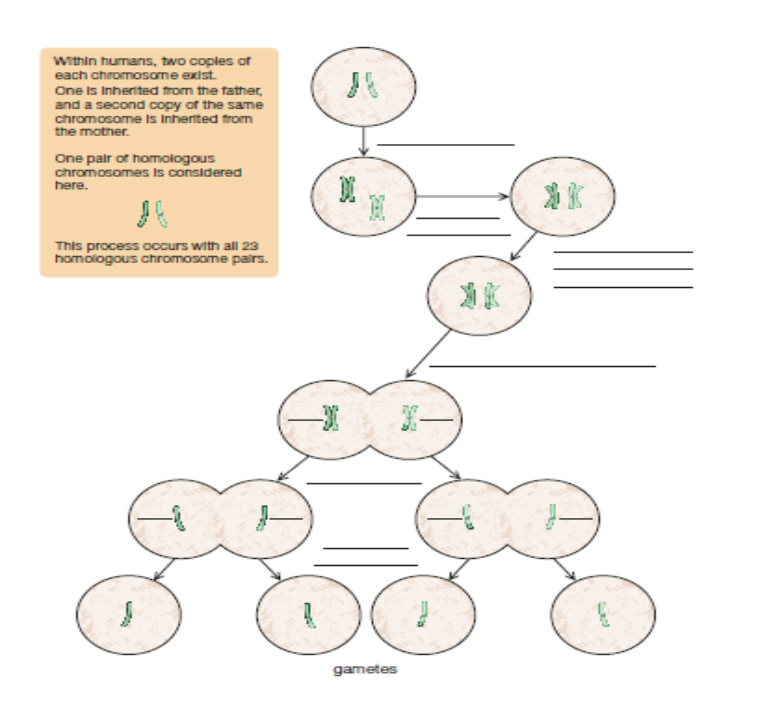 Within humans, two copies of
each chromosome exist.
One is inherited from the father,
and a second copy of the same
chromosome is inherited from
the mother.
One pair of homologous
chromosomes is considered
here.
This process occurs with all 23
homologous chromosome pairs.
gametes